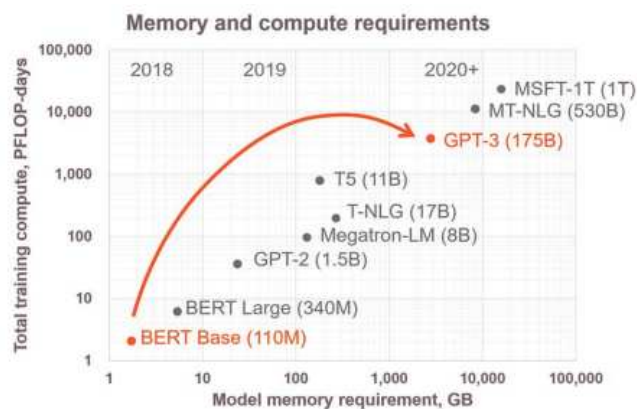 Memory and compute requirements
Total training compute, PFLOP-days
100,000
10,000
1,000
100
10
1
2018
2019
2020+
MSFT-1T (1T)
MT-NLG (530B)
GPT-3 (175B)
T5 (11B)
T-NLG (17B)
Megatron-LM (8B)
GPT-2 (1.5B)
BERT Large (340M)
BERT Base (110M)
1
10
100
1,000
10,000
100,000
Model memory requirement, GB